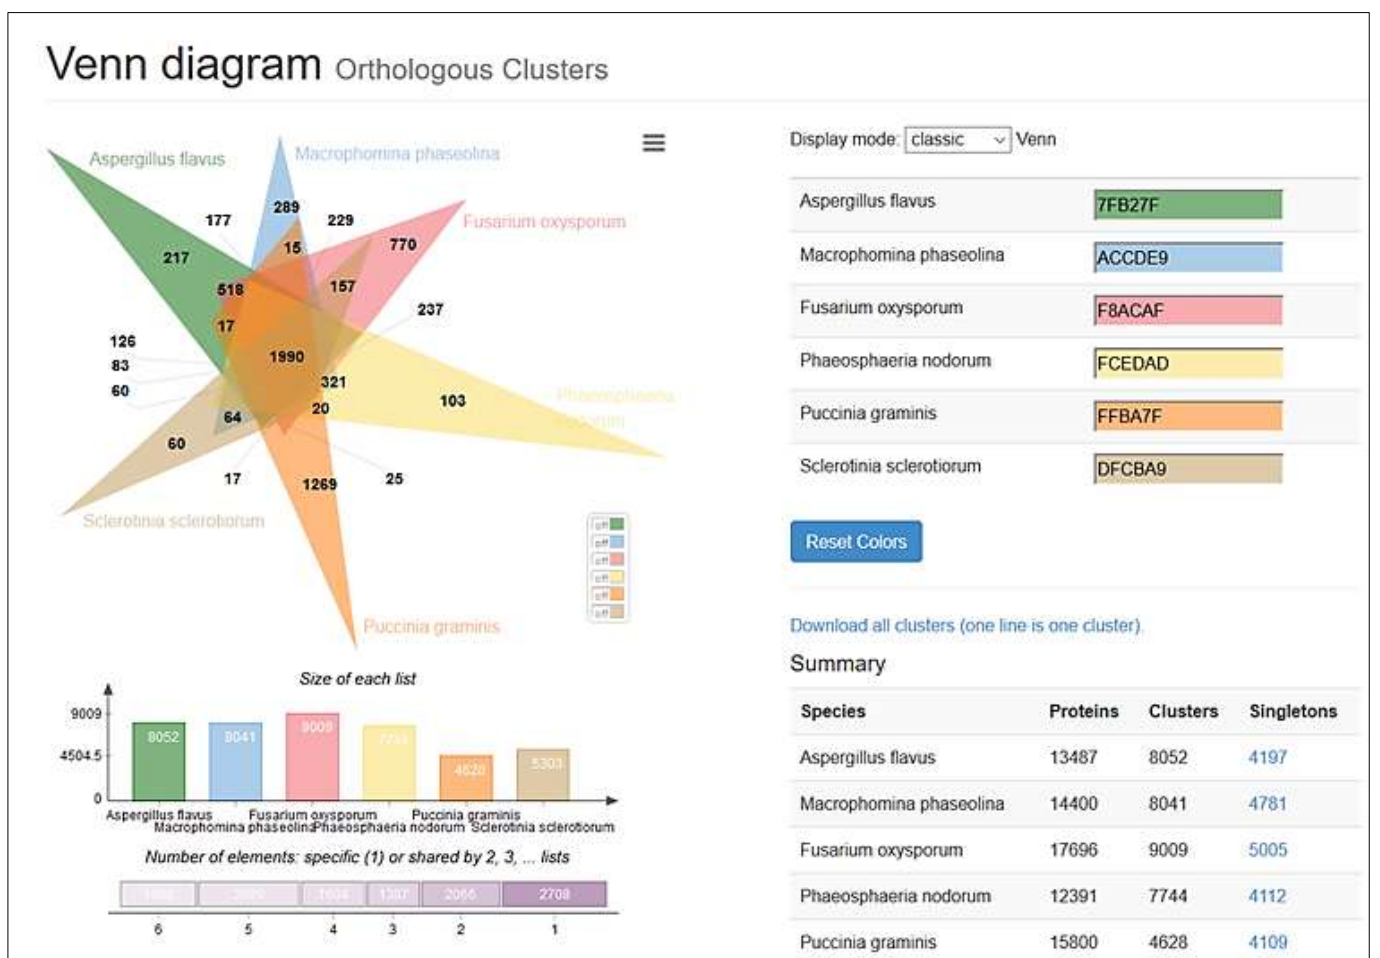 Venn diagram Orthologous Clusters
Aspergillus flavus
Macrophomina phaseolina
Fusarium oxysporum
177
289
229
770
15
217
518
157
237
17
126
83
60
1990
321
20
103
64
60
17
1269
25
Sclerotinia sclerotiorum
Puccinia graminis
off
off
off
off
off
off
Size of each list
9009
4504.5
0
8052
8041
9009
4628
5303
Aspergillus flavus
Macrophomina phaseolina
Fusarium oxysporum
Phaeosphaeria nodorum
Puccinia graminis
Sclerotinia sclerotiorum
Number of elements: specific (1) or shared by 2, 3, ... lists
2708
6 5 4 3 2 1
Display mode: classic Venn
Aspergillus flavus 7FB27F
Macrophomina phaseolina ACCDE9
Fusarium oxysporum F8ACAF
Phaeosphaeria nodorum FCEDAD
Puccinia graminis FFBA7F
Sclerotinia sclerotiorum DFCBA9
Reset Colors
Download all clusters (one line is one cluster).
Summary
Species Proteins Clusters Singletons
Aspergillus flavus 13487 8052 4197
Macrophomina phaseolina 14400 8041 4781
Fusarium oxysporum 17696 9009 5005
Phaeosphaeria nodorum 12391 7744 4112
Puccinia graminis 15800 4628 4109